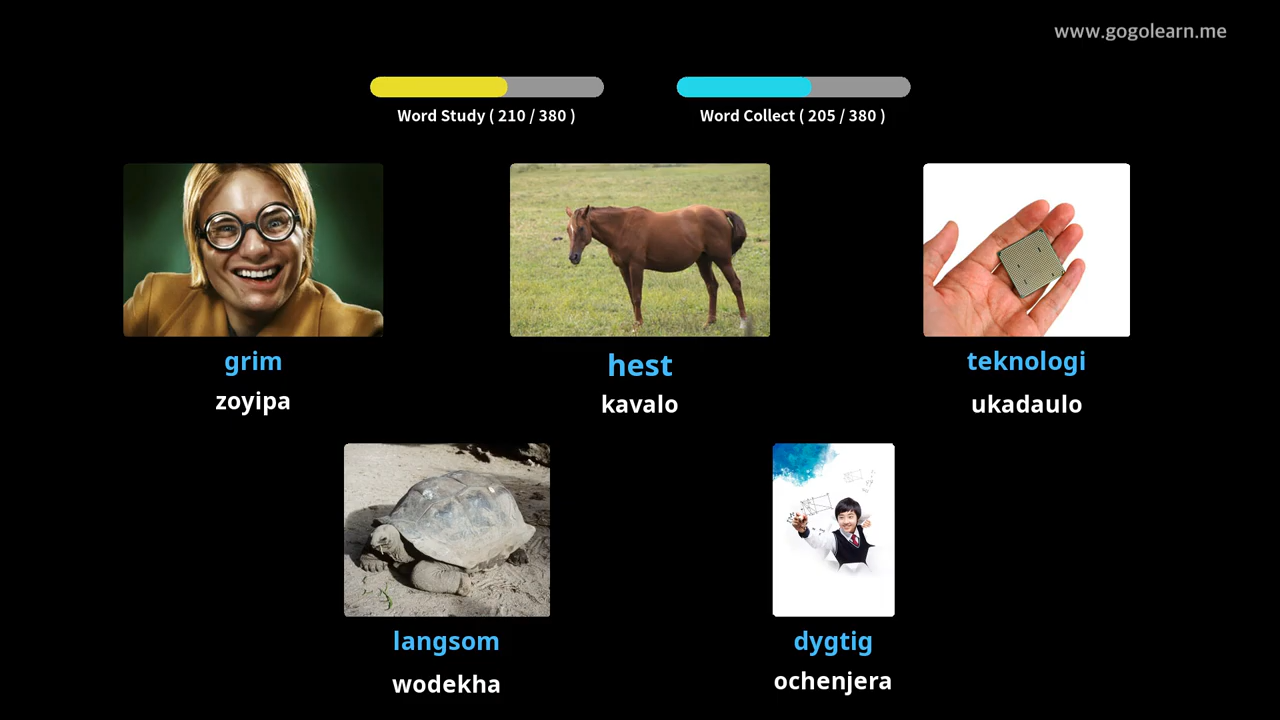 www.gogolearn.me
Word Study ( 210 / 380 )
Word Collect ( 205 / 380 )
grim
zoyipa
hest
kavalo
teknologi
ukadaulo
langsom
wodekha
dygtig
ochenjera